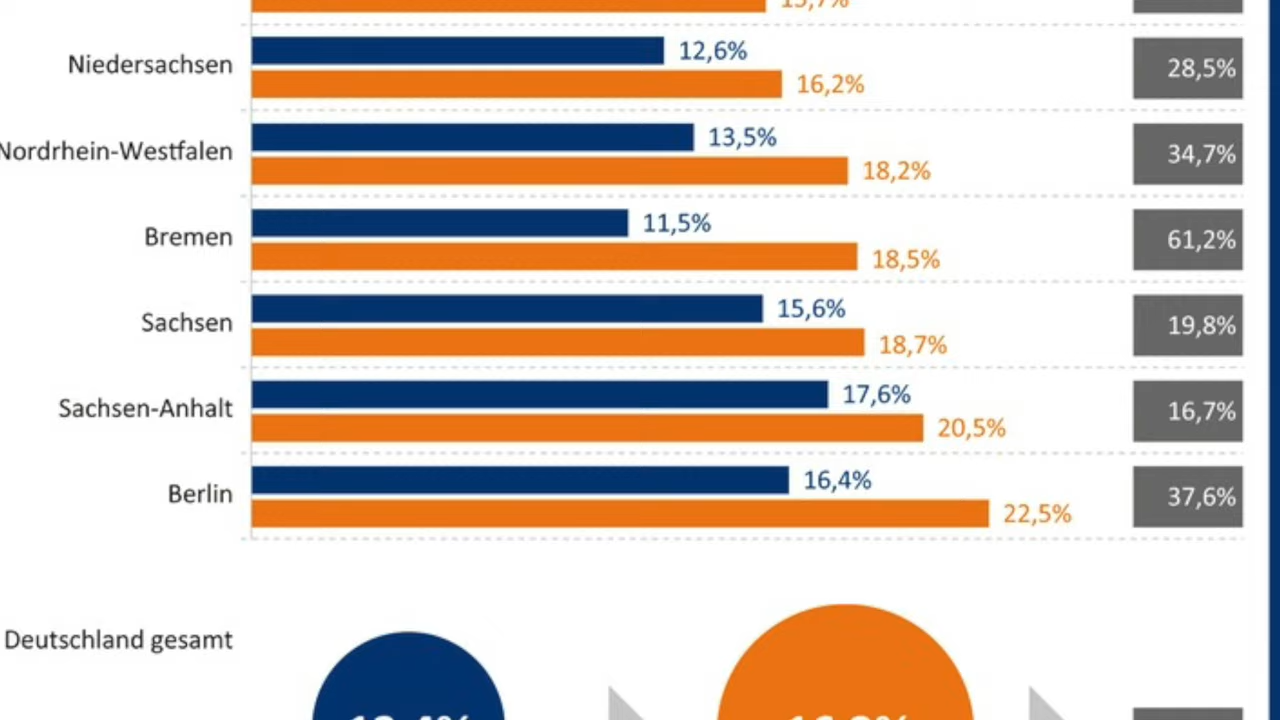 Niedersachsen
12,6%
16,2%
28,5%
Nordrhein-Westfalen
13,5%
18,2%
34,7%
Bremen
11,5%
18,5%
61,2%
Sachsen
15,6%
18,7%
19,8%
Sachsen-Anhalt
17,6%
20,5%
16,7%
Berlin
16,4%
22,5%
37,6%
Deutschland gesamt